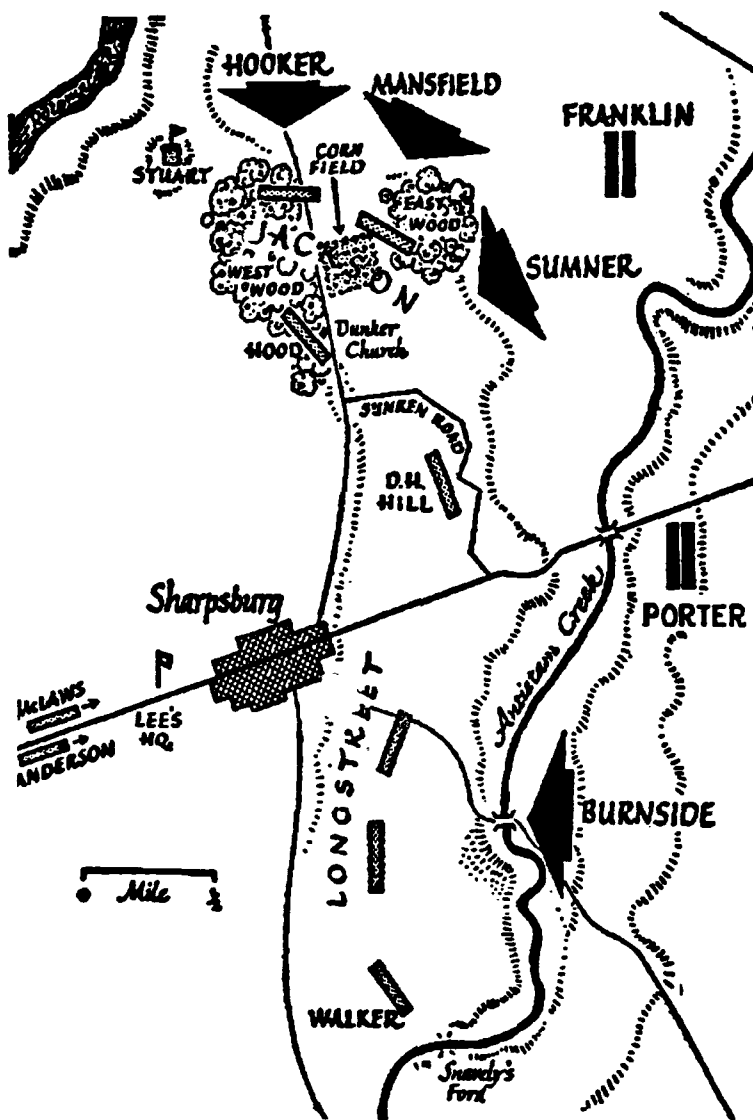 HOOKER
MANSFIELD
FRANKLIN
STUART
CORN
FIELD
EAST
WOOD
JACKSON
WEST
WOOD
SUMNER
HOOD
Dunker
Church
SUNKEN ROAD
D.H.
HILL
Sharpsburg
PORTER
Antietam Creek
McLAWS
ANDERSON
LEE'S
HQ.
LONGSTREET
BURNSIDE
Mile
WALKER
Snavely's
Ford